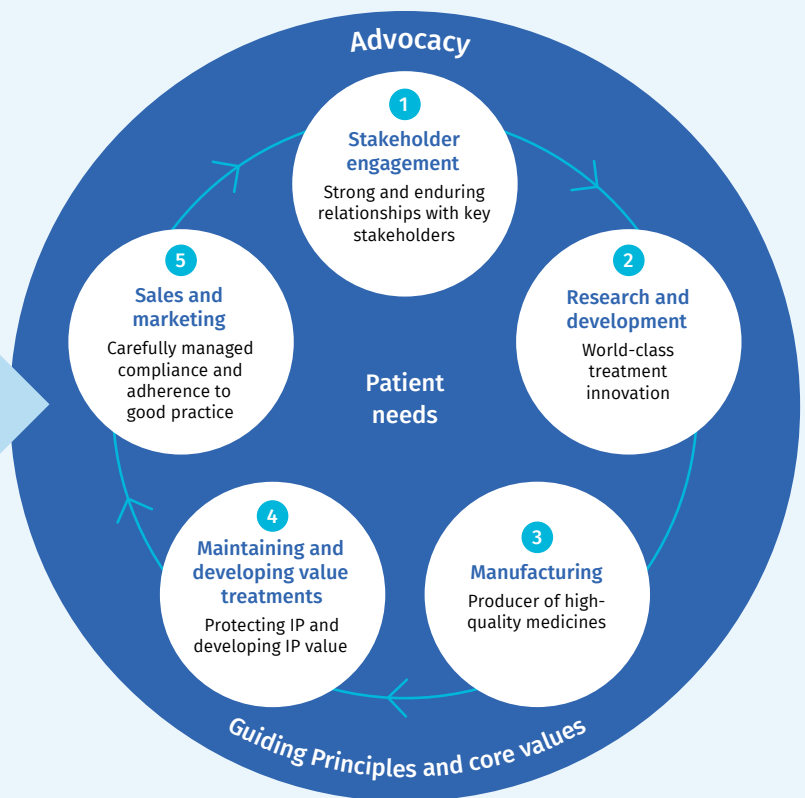 Advocacy
1
Stakeholder
engagement
Strong and enduring
relationships with key
stakeholders
2
Research and
development
World-class
treatment
innovation
3
Manufacturing
Producer of high-
quality medicines
4
Maintaining and
developing value
treatments
Protecting IP and
developing IP value
5
Sales and
marketing
Carefully managed
compliance and
adherence to
good practice
Patient
needs
Guiding Principles and core values